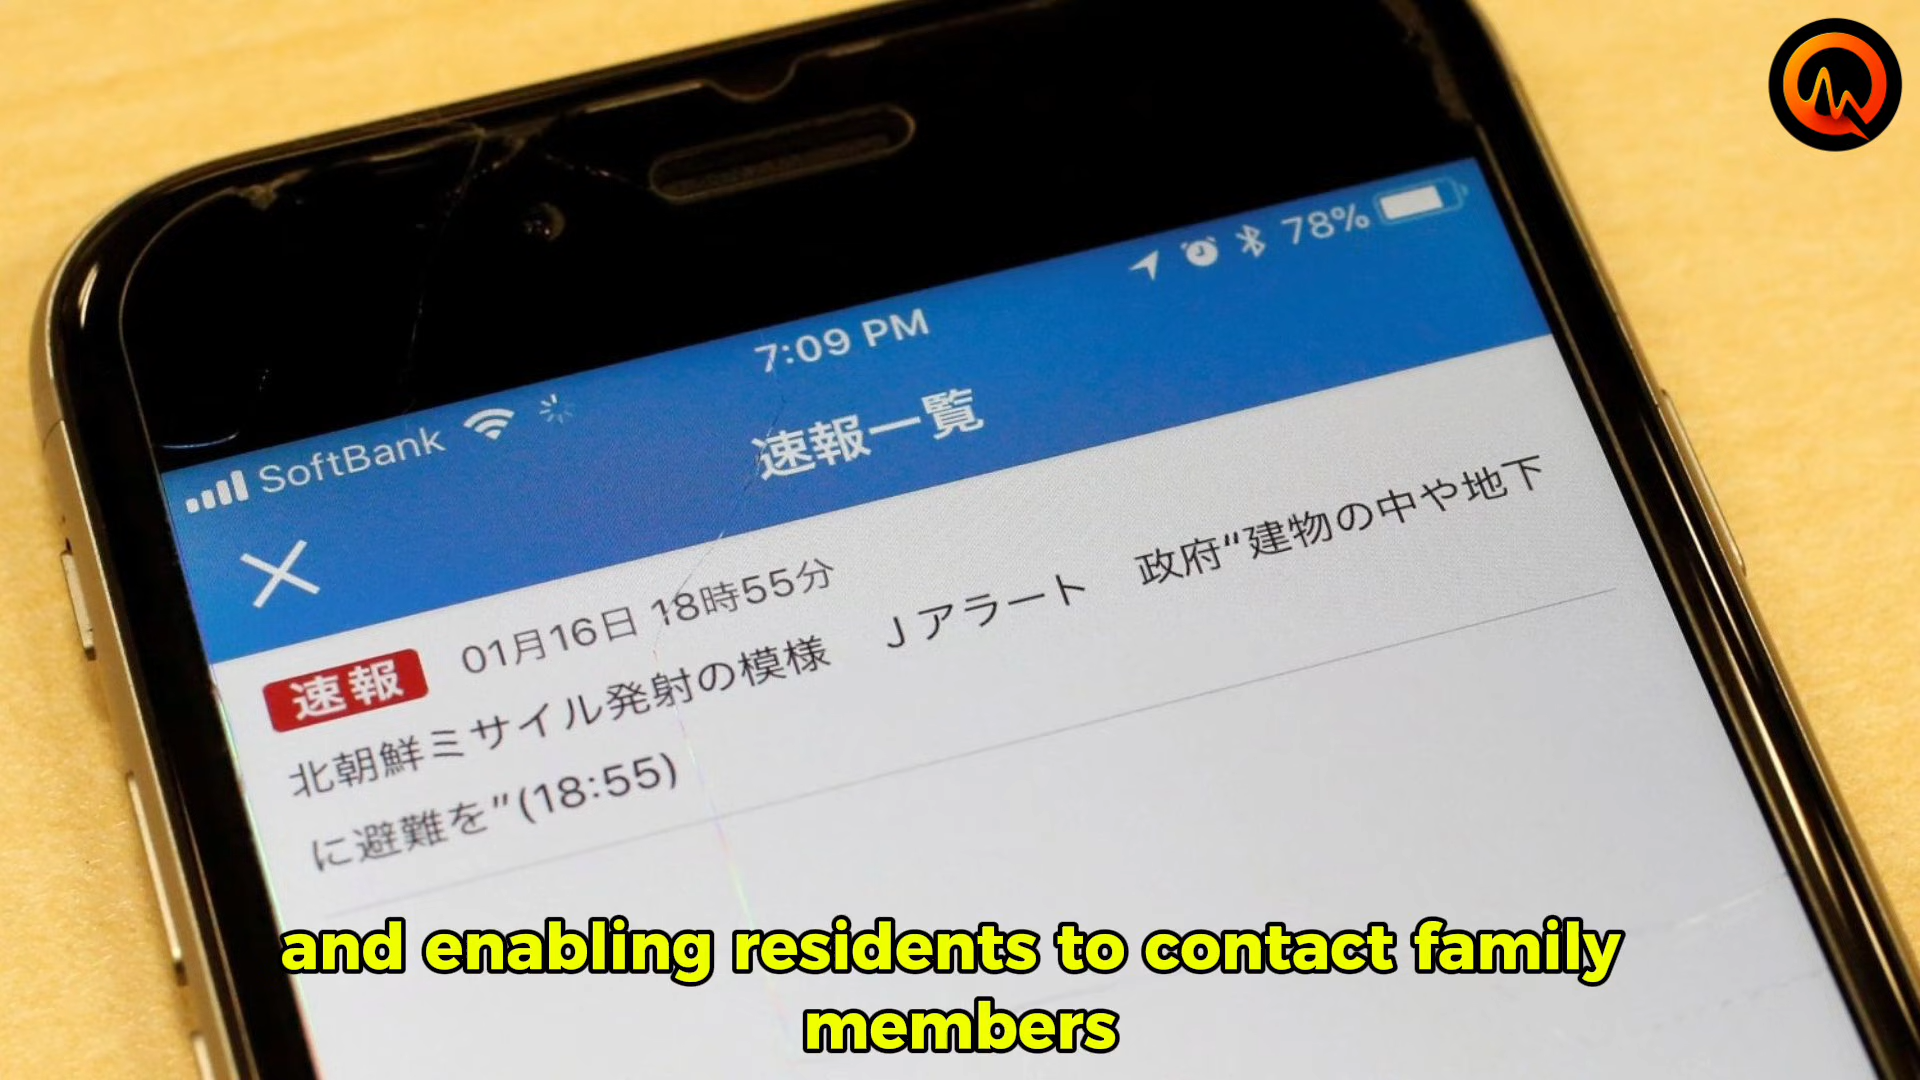 78%
7:09 PM
SoftBank
速報一覧
速報 01月16日 18時55分
北朝鮮ミサイル発射の模様　Jアラート　政府“建物の中や地下
に避難を”(18:55)
and enabling residents to contact family
members